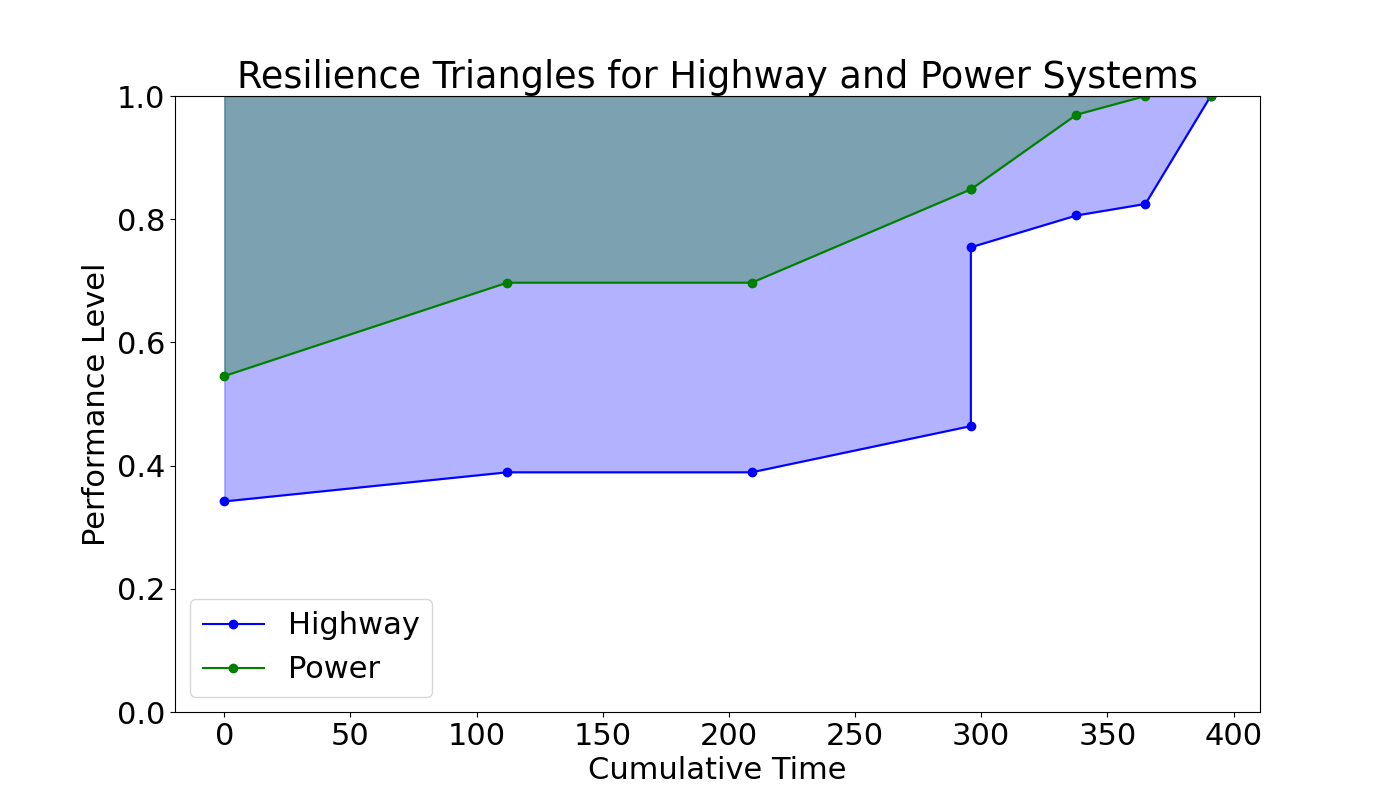 Resilience Triangles for Highway and Power Systems
1.0
0.8
0.6
0.4
0.2
0.0
Performance Level
Highway
Power
0 50 100 150 200 250 300 350 400
Cumulative Time